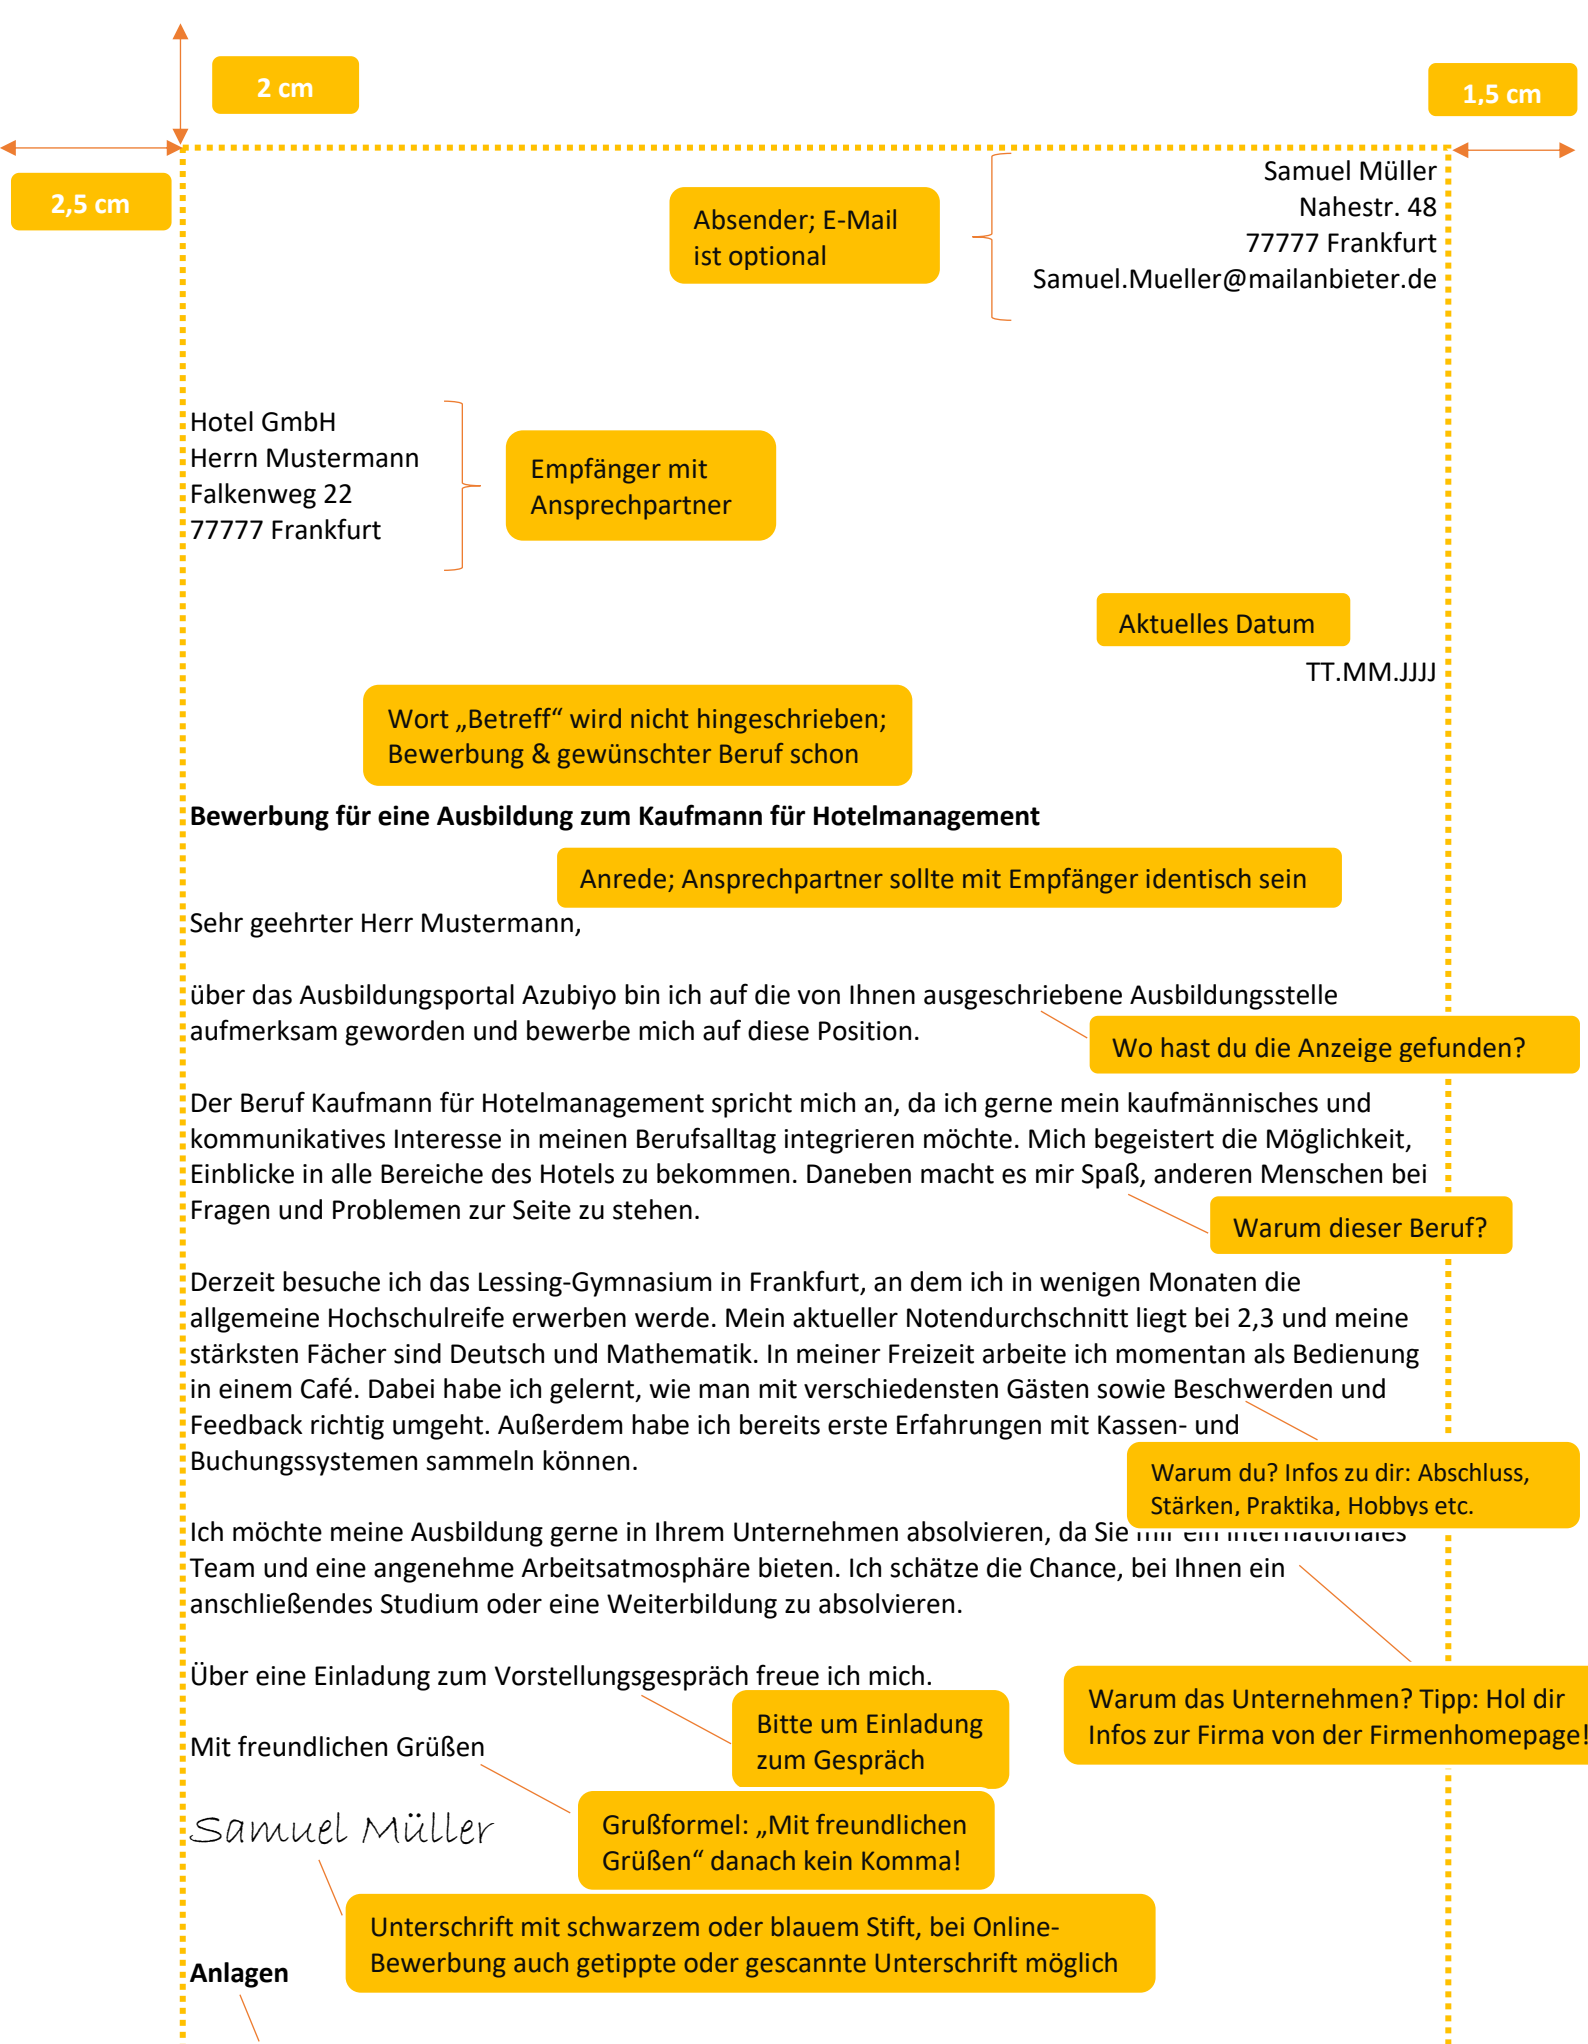 2 cm
1,5 cm
2,5 cm
Absender; E-Mail
ist optional
Samuel Müller
Nahestr. 48
77777 Frankfurt
Samuel.Mueller@mailanbieter.de
Hotel GmbH
Herrn Mustermann
Falkenweg 22
77777 Frankfurt
Empfänger mit
Ansprechpartner
Aktuelles Datum
TT.MM.JJJJ
Wort „Betreff“ wird nicht hingeschrieben;
Bewerbung & gewünschter Beruf schon
Bewerbung für eine Ausbildung zum Kaufmann für Hotelmanagement
Anrede; Ansprechpartner sollte mit Empfänger identisch sein
Sehr geehrter Herr Mustermann,
über das Ausbildungsportal Azubiyo bin ich auf die von Ihnen ausgeschriebene Ausbildungsstelle
aufmerksam geworden und bewerbe mich auf diese Position.
Wo hast du die Anzeige gefunden?
Der Beruf Kaufmann für Hotelmanagement spricht mich an, da ich gerne mein kaufmännisches und
kommunikatives Interesse in meinen Berufsalltag integrieren möchte. Mich begeistert die Möglichkeit,
Einblicke in alle Bereiche des Hotels zu bekommen. Daneben macht es mir Spaß, anderen Menschen bei
Fragen und Problemen zur Seite zu stehen.
Warum dieser Beruf?
Derzeit besuche ich das Lessing-Gymnasium in Frankfurt, an dem ich in wenigen Monaten die
allgemeine Hochschulreife erwerben werde. Mein aktueller Notendurchschnitt liegt bei 2,3 und meine
stärksten Fächer sind Deutsch und Mathematik. In meiner Freizeit arbeite ich momentan als Bedienung
in einem Café. Dabei habe ich gelernt, wie man mit verschiedensten Gästen sowie Beschwerden und
Feedback richtig umgeht. Außerdem habe ich bereits erste Erfahrungen mit Kassen- und
Buchungssystemen sammeln können.
Warum du? Infos zu dir: Abschluss,
Stärken, Praktika, Hobbys etc.
Ich möchte meine Ausbildung gerne in Ihrem Unternehmen absolvieren, da Sie mir ein internationales
Team und eine angenehme Arbeitsatmosphäre bieten. Ich schätze die Chance, bei Ihnen ein
anschließendes Studium oder eine Weiterbildung zu absolvieren.
Über eine Einladung zum Vorstellungsgespräch freue ich mich.
Warum das Unternehmen? Tipp: Hol dir
Infos zur Firma von der Firmenhomepage!
Bitte um Einladung
zum Gespräch
Mit freundlichen Grüßen
Grußformel: „Mit freundlichen
Grüßen“ danach kein Komma!
Samuel Müller
Unterschrift mit schwarzem oder blauem Stift, bei Online-
Bewerbung auch getippte oder gescannte Unterschrift möglich
Anlagen